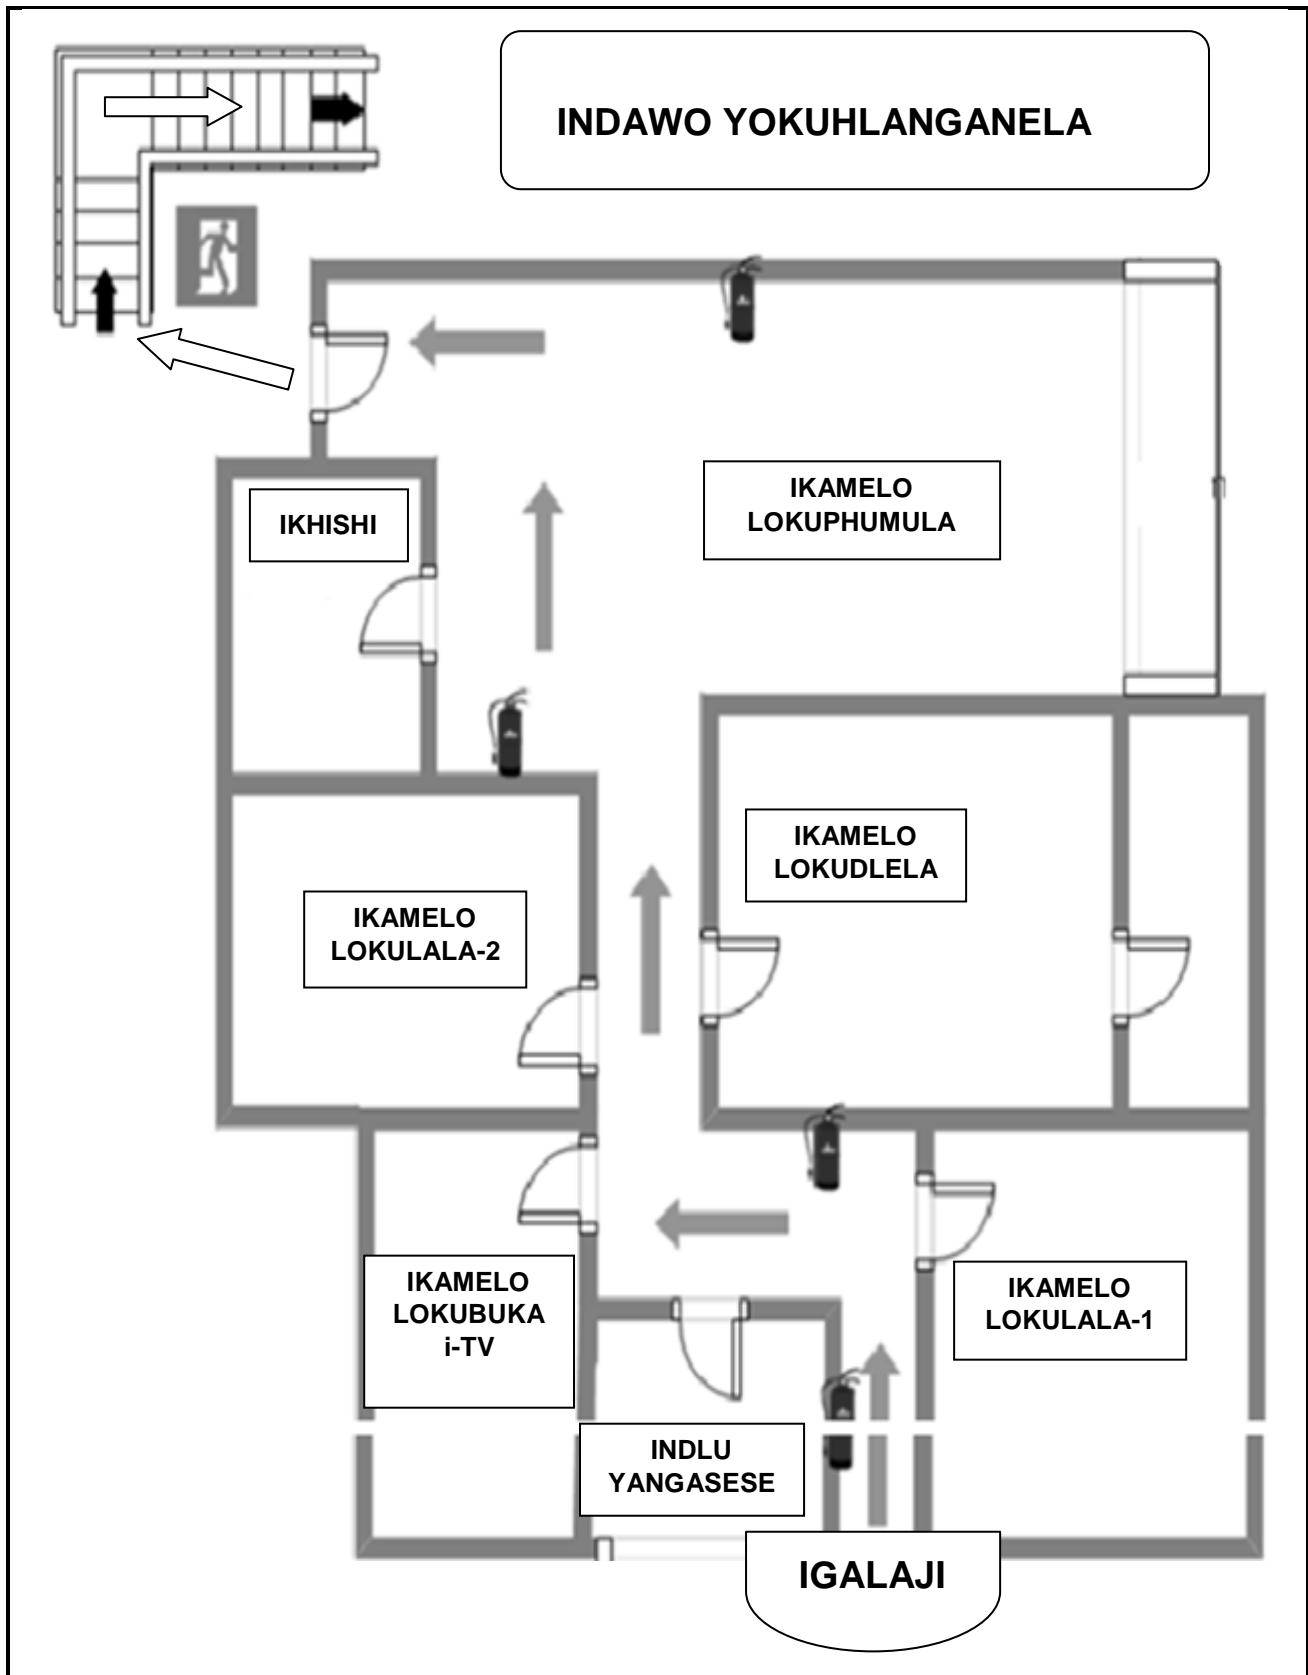 INDAWO YOKUHLANGANELA
IKHISHI
IKAMELO
LOKUPHUMULA
IKAMELO
LOKUDLELA
IKAMELO
LOKULALA-2
IKAMELO
LOKUBUKA
i-TV
IKAMELO
LOKULALA-1
INDLU
YANGASESE
IGALAJI